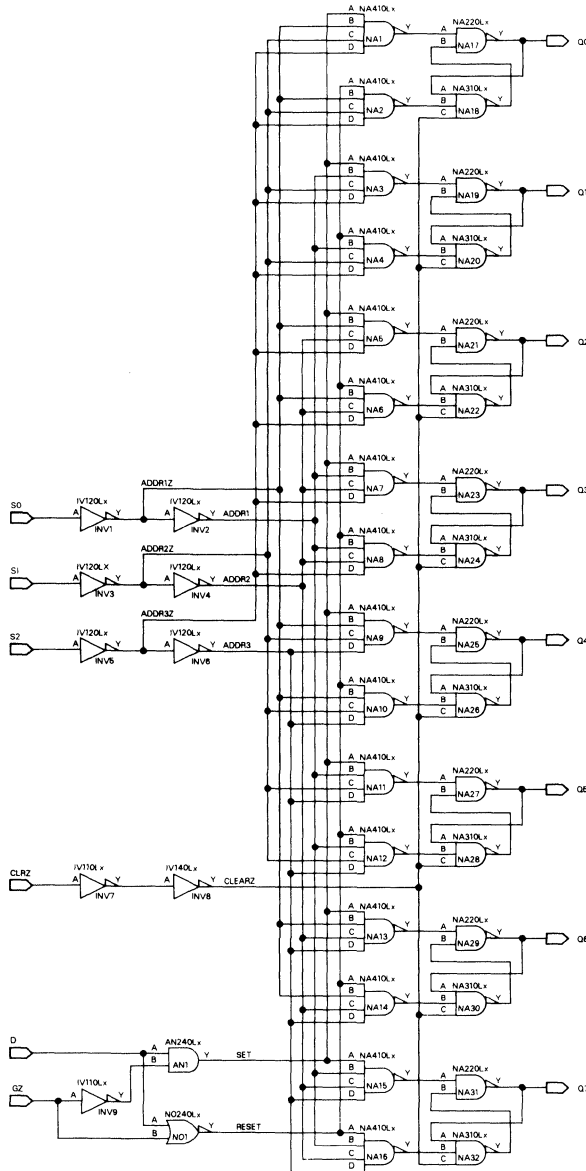 A NA410Lx
B
C NA1 Y
D
NA220Lx
A Y
B NA17
Q0
A NA410Lx
B
C NA2 Y
D
NA310Lx
A
B NA18 Y
C
A NA410Lx
B
C NA3 Y
D
NA220Lx
A Y
B NA19
Q1
A NA410Lx
B
C NA4 Y
D
NA310Lx
A
B NA20 Y
C
A NA410Lx
B
C NA5 Y
D
NA220Lx
A Y
B NA21
Q2
A NA410Lx
B
C NA6 Y
D
NA310Lx
A
B NA22 Y
C
A NA410Lx
B
C NA7 Y
D
NA220Lx
A Y
B NA23
Q3
ADDR1Z
S0 A IV120Lx Y INV1
A IV120Lx Y INV2 ADDR1
A NA410Lx
B
C NA8 Y
D
NA310Lx
A
B NA24 Y
C
ADDR2Z
S1 A IV120Lx Y INV3
A IV120Lx Y INV4 ADDR2
ADDR3Z
S2 A IV120Lx Y INV5
A IV120Lx Y INV6 ADDR3
A NA410Lx
B
C NA9 Y
D
NA220Lx
A Y
B NA25
Q4
A NA410Lx
B
C NA10 Y
D
NA310Lx
A
B NA26 Y
C
A NA410Lx
B
C NA11 Y
D
NA220Lx
A Y
B NA27
Q5
A NA410Lx
B
C NA12 Y
D
NA310Lx
A
B NA28 Y
C
CLRZ A IV110Lx Y INV7
A IV140Lx Y INV8 CLEARZ
A NA410Lx
B
C NA13 Y
D
NA220Lx
A Y
B NA29
Q6
A NA410Lx
B
C NA14 Y
D
NA310Lx
A
B NA30 Y
C
D
A AN240Lx
B AN1 Y SET
GZ A IV110Lx Y INV9
A NA410Lx
B
C NA15 Y
D
NA220Lx
A Y
B NA31
Q7
A NO240Lx
B NO1 Y RESET
A NA410Lx
B
C NA16 Y
D
NA310Lx
A
B NA32 Y
C